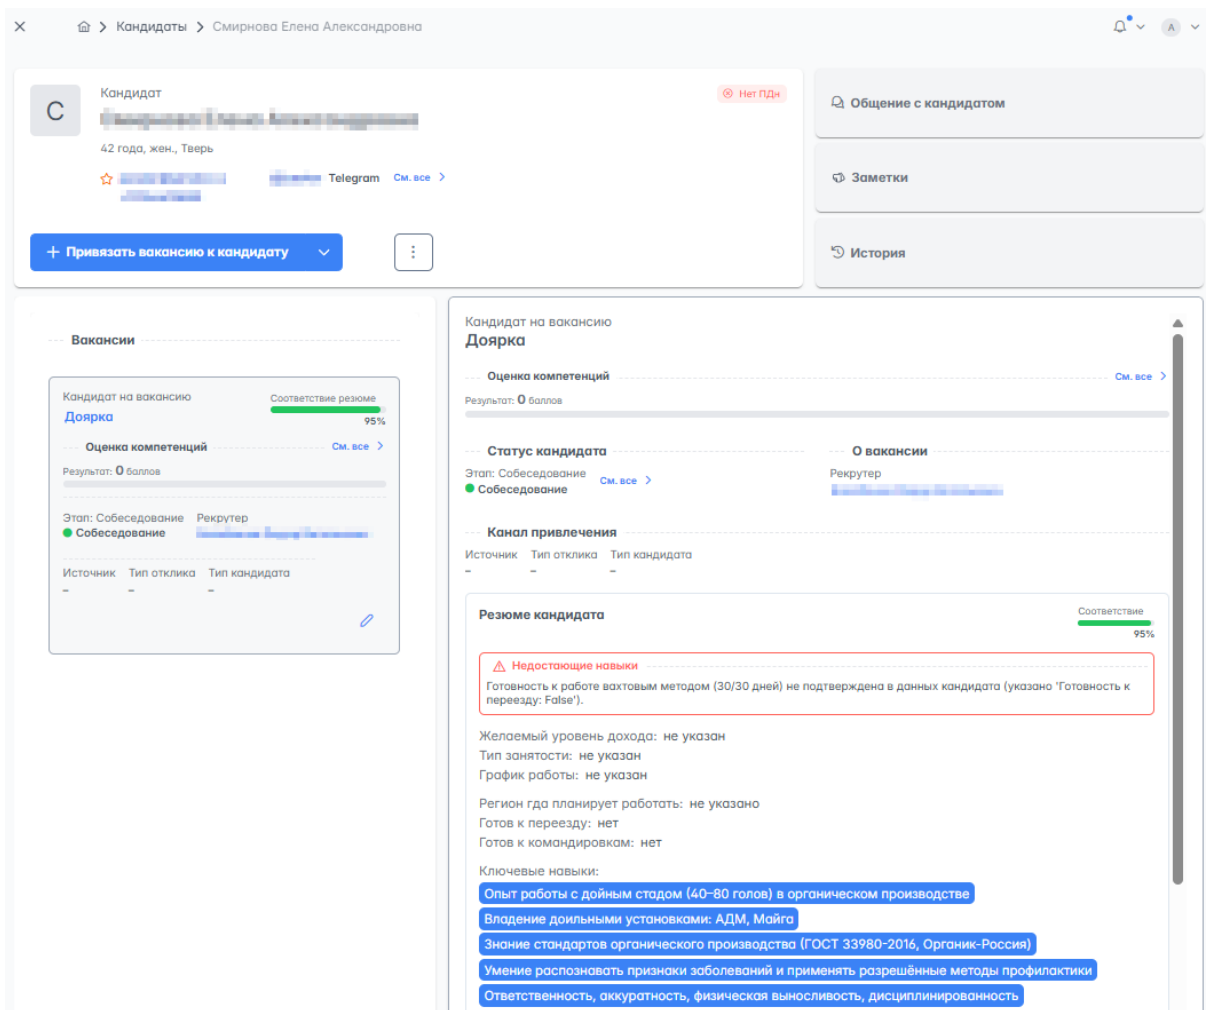 Кандидаты
Смирнова Елена Александровна
А
С
Кандидат
Нет ПДн
42 года, жен., Тверь
Telegram
См. все
Привязать вакансию к кандидату
Общение с кандидатом
Заметки
История
Вакансии
Кандидат на вакансию
Доярка
Соответствие резюме
95%
Оценка компетенций
См. все
Результат: 0 баллов
Этап: Собеседование
Собеседование
Рекрутер
Источник Тип отклика Тип кандидата
– – –
Кандидат на вакансию
Доярка
Оценка компетенций
См. все
Результат: 0 баллов
Статус кандидата
Этап: Собеседование
Собеседование
См. все
О вакансии
Рекрутер
Канал привлечения
Источник Тип отклика Тип кандидата
– – –
Резюме кандидата
Соответствие
95%
Недостающие навыки
Готовность к работе вахтовым методом (30/30 дней) не подтверждена в данных кандидата (указано 'Готовность к
переезду: False').
Желаемый уровень дохода: не указан
Тип занятости: не указан
График работы: не указан
Регион гда планирует работать: не указано
Готов к переезду: нет
Готов к командировкам: нет
Ключевые навыки:
Опыт работы с дойным стадом (40–80 голов) в органическом производстве
Владение доильными установками: АДМ, Майга
Знание стандартов органического производства (ГОСТ 33980-2016, Органик-Россия)
Умение распознавать признаки заболеваний и применять разрешённые методы профилактики
Ответственность, аккуратность, физическая выносливость, дисциплинированность